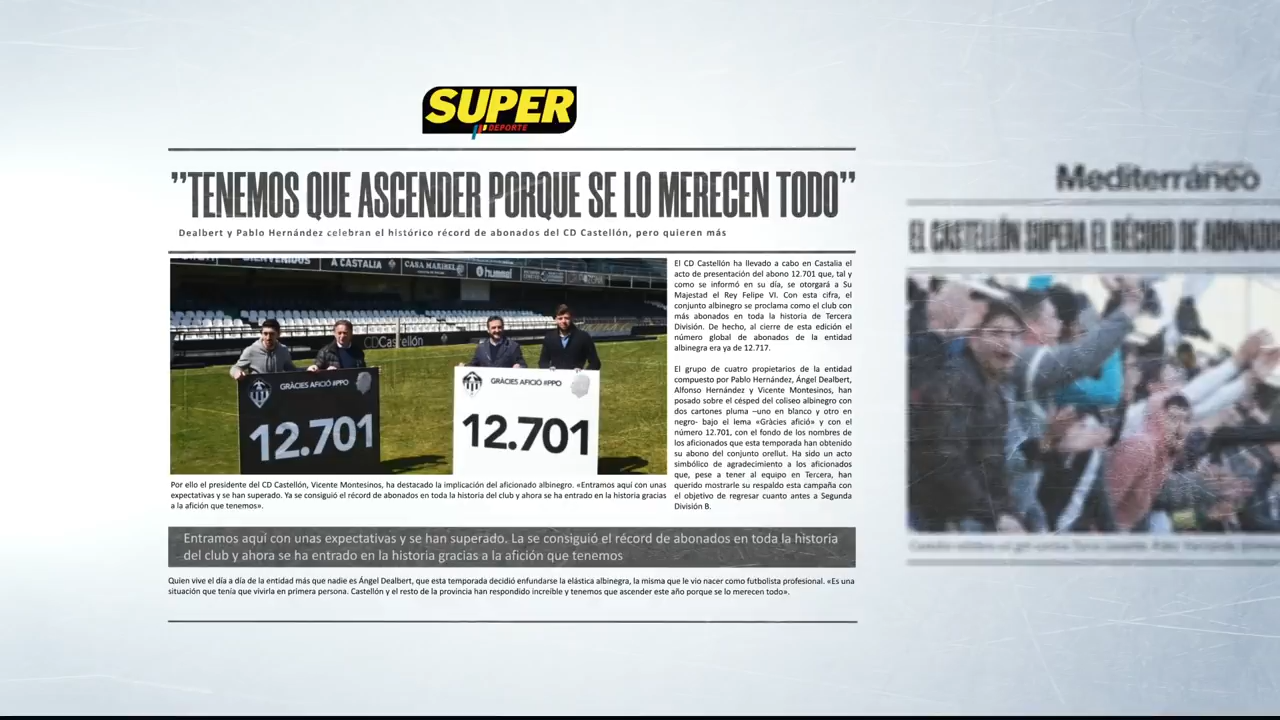 SUPER
DEPORTE
”TENEMOS QUE ASCENDER PORQUE SE LO MERECEN TODO”
Dealbert y Pablo Hernández celebran el histórico récord de abonados del CD Castellón, pero quieren más
BIENVENIDOS
A CASTALIA
CASA MARINEL
hummel
CDCastellón
GRÀCIES AFICIÓ #PPO
12.701
GRÀCIES AFICIÓ #PPO
12.701
El CD Castellón ha llevado a cabo en Castalia el
acto de presentación del abono 12.701 que, tal y
como se informó en su día, se otorgará a Su
Majestad el Rey Felipe VI. Con esta cifra, el
conjunto albinegro se proclama como el club con
más abonados en toda la historia de Tercera
División. De hecho, al cierre de esta edición el
número global de abonados de la entidad
albinegra era ya de 12.717.
El grupo de cuatro propietarios de la entidad
compuesto por Pablo Hernández, Ángel Dealbert,
Alfonso Hernández y Vicente Montesinos, han
posado sobre el césped del coliseo albinegro con
dos cartones pluma –uno en blanco y otro en
negro- bajo el lema «Gràcies afició» y con el
número 12.701, con el fondo de los nombres de
los aficionados que esta temporada han obtenido
su abono del conjunto orellut. Ha sido un acto
simbólico de agradecimiento a los aficionados
que, pese a tener al equipo en Tercera, han
querido mostrarle su respaldo esta campaña con
el objetivo de regresar cuanto antes a Segunda
División B.
Por ello el presidente del CD Castellón, Vicente Montesinos, ha destacado la implicación del aficionado albinegro. «Entramos aquí con unas
expectativas y se han superado. Ya se consiguió el récord de abonados en toda la historia del club y ahora se ha entrado en la historia gracias
a la afición que tenemos».
Entramos aquí con unas expectativas y se han superado. La se consiguió el récord de abonados en toda la historia
del club y ahora se ha entrado en la historia gracias a la afición que tenemos
Quien vive el día a día de la entidad más que nadie es Ángel Dealbert, que esta temporada decidió enfundarse la elástica albinegra, la misma que le vio nacer como futbolista profesional. «Es una
situación que tenía que vivirla en primera persona. Castellón y el resto de la provincia han respondido increíble y tenemos que ascender este año porque se lo merecen todo».
Mediterráneo
EL CASTELLÓN SUPERA EL RÉCORD DE